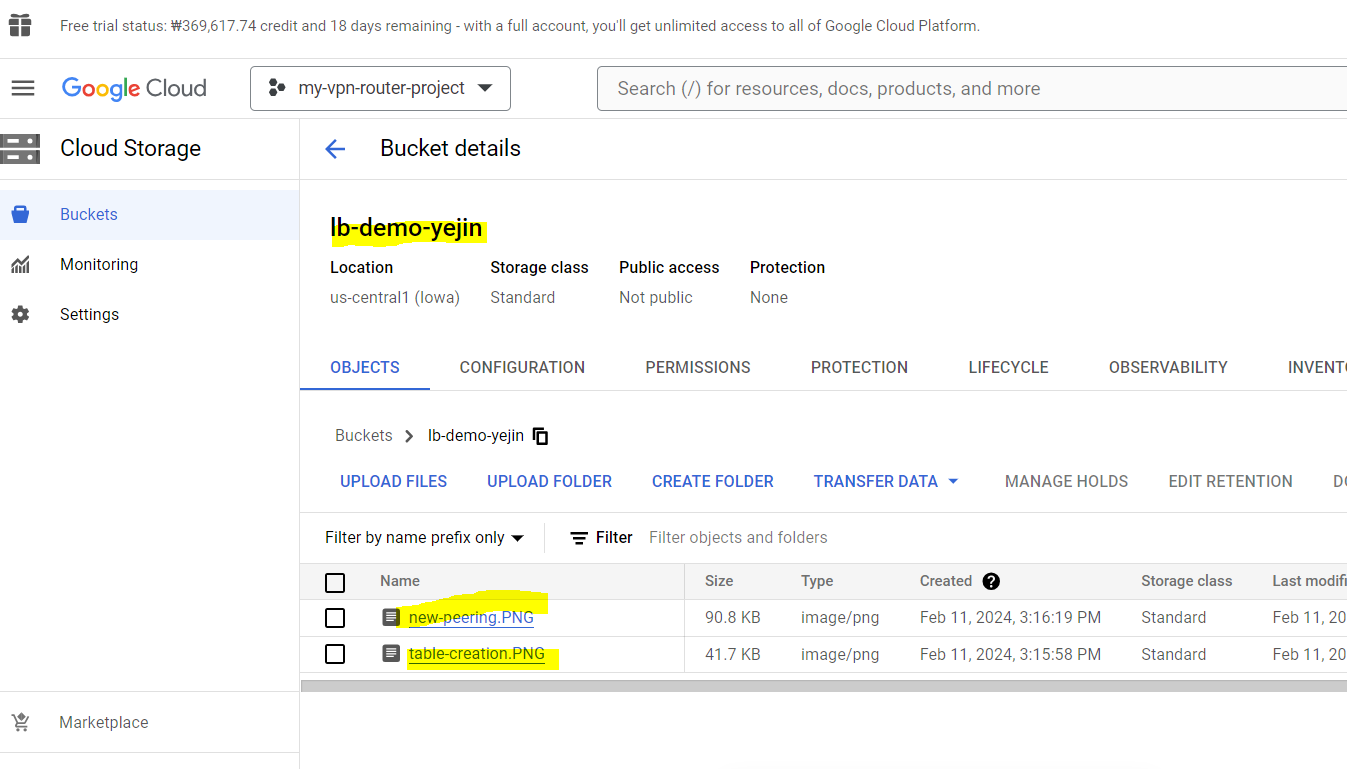 Free trial status: ₩369,617.74 credit and 18 days remaining - with a full account, you'll get unlimited access to all of Google Cloud Platform.
Google Cloud my-vpn-router-project Search (/) for resources, docs, products, and more
Cloud Storage Bucket details
Buckets
Monitoring
Settings
Marketplace
lb-demo-yejin
Location Storage class Public access Protection
us-central1 (Iowa) Standard Not public None
OBJECTS CONFIGURATION PERMISSIONS PROTECTION LIFECYCLE OBSERVABILITY INVENTO
Buckets lb-demo-yejin
UPLOAD FILES UPLOAD FOLDER CREATE FOLDER TRANSFER DATA MANAGE HOLDS EDIT RETENTION DO
Filter by name prefix only Filter Filter objects and folders
Name Size Type Created ? Storage class Last modifi
new-peering.PNG 90.8 KB image/png Feb 11, 2024, 3:16:19 PM Standard Feb 11, 20
table-creation.PNG 41.7 KB image/png Feb 11, 2024, 3:15:58 PM Standard Feb 11, 20